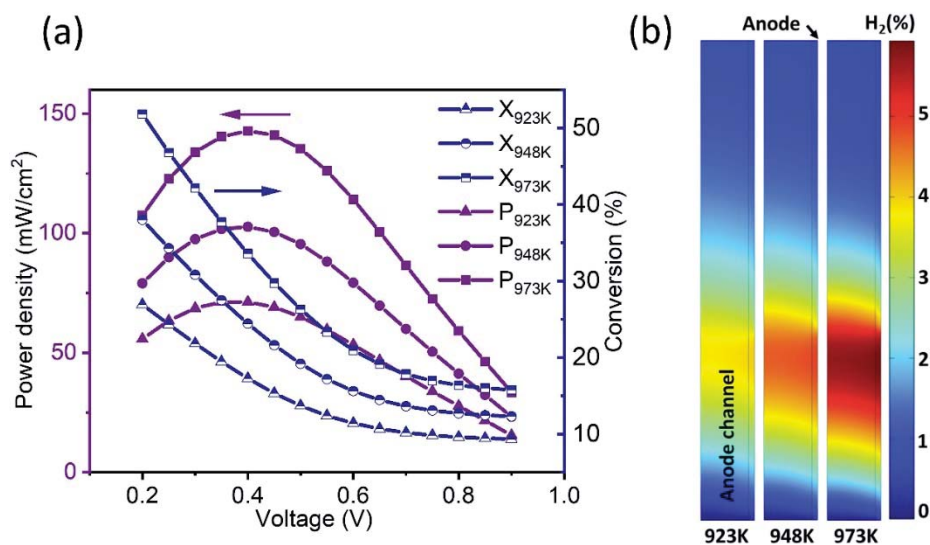 (a)
Power density (mW/cm²)
150
100
50
0
0.2 0.4 0.6 0.8 1.0
Voltage (V)
50
40
30
20
10
Conversion (%)
X923K
X948K
X973K
P923K
P948K
P973K
(b)
Anode
H₂(%)
5
4
3
2
1
0
Anode channel
923K 948K 973K